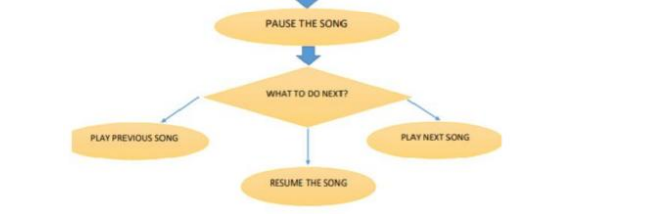 PAUSE THE SONG
WHAT TO DO NEXT?
PLAY PREVIOUS SONG
PLAY NEXT SONG
RESUME THE SONG